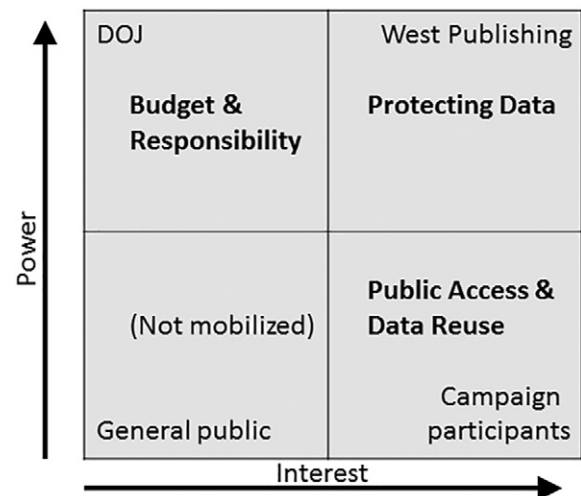 DOJ
West Publishing
Budget &
Responsibility
Protecting Data
Power
(Not mobilized)
General public
Public Access &
Data Reuse
Campaign
participants
Interest